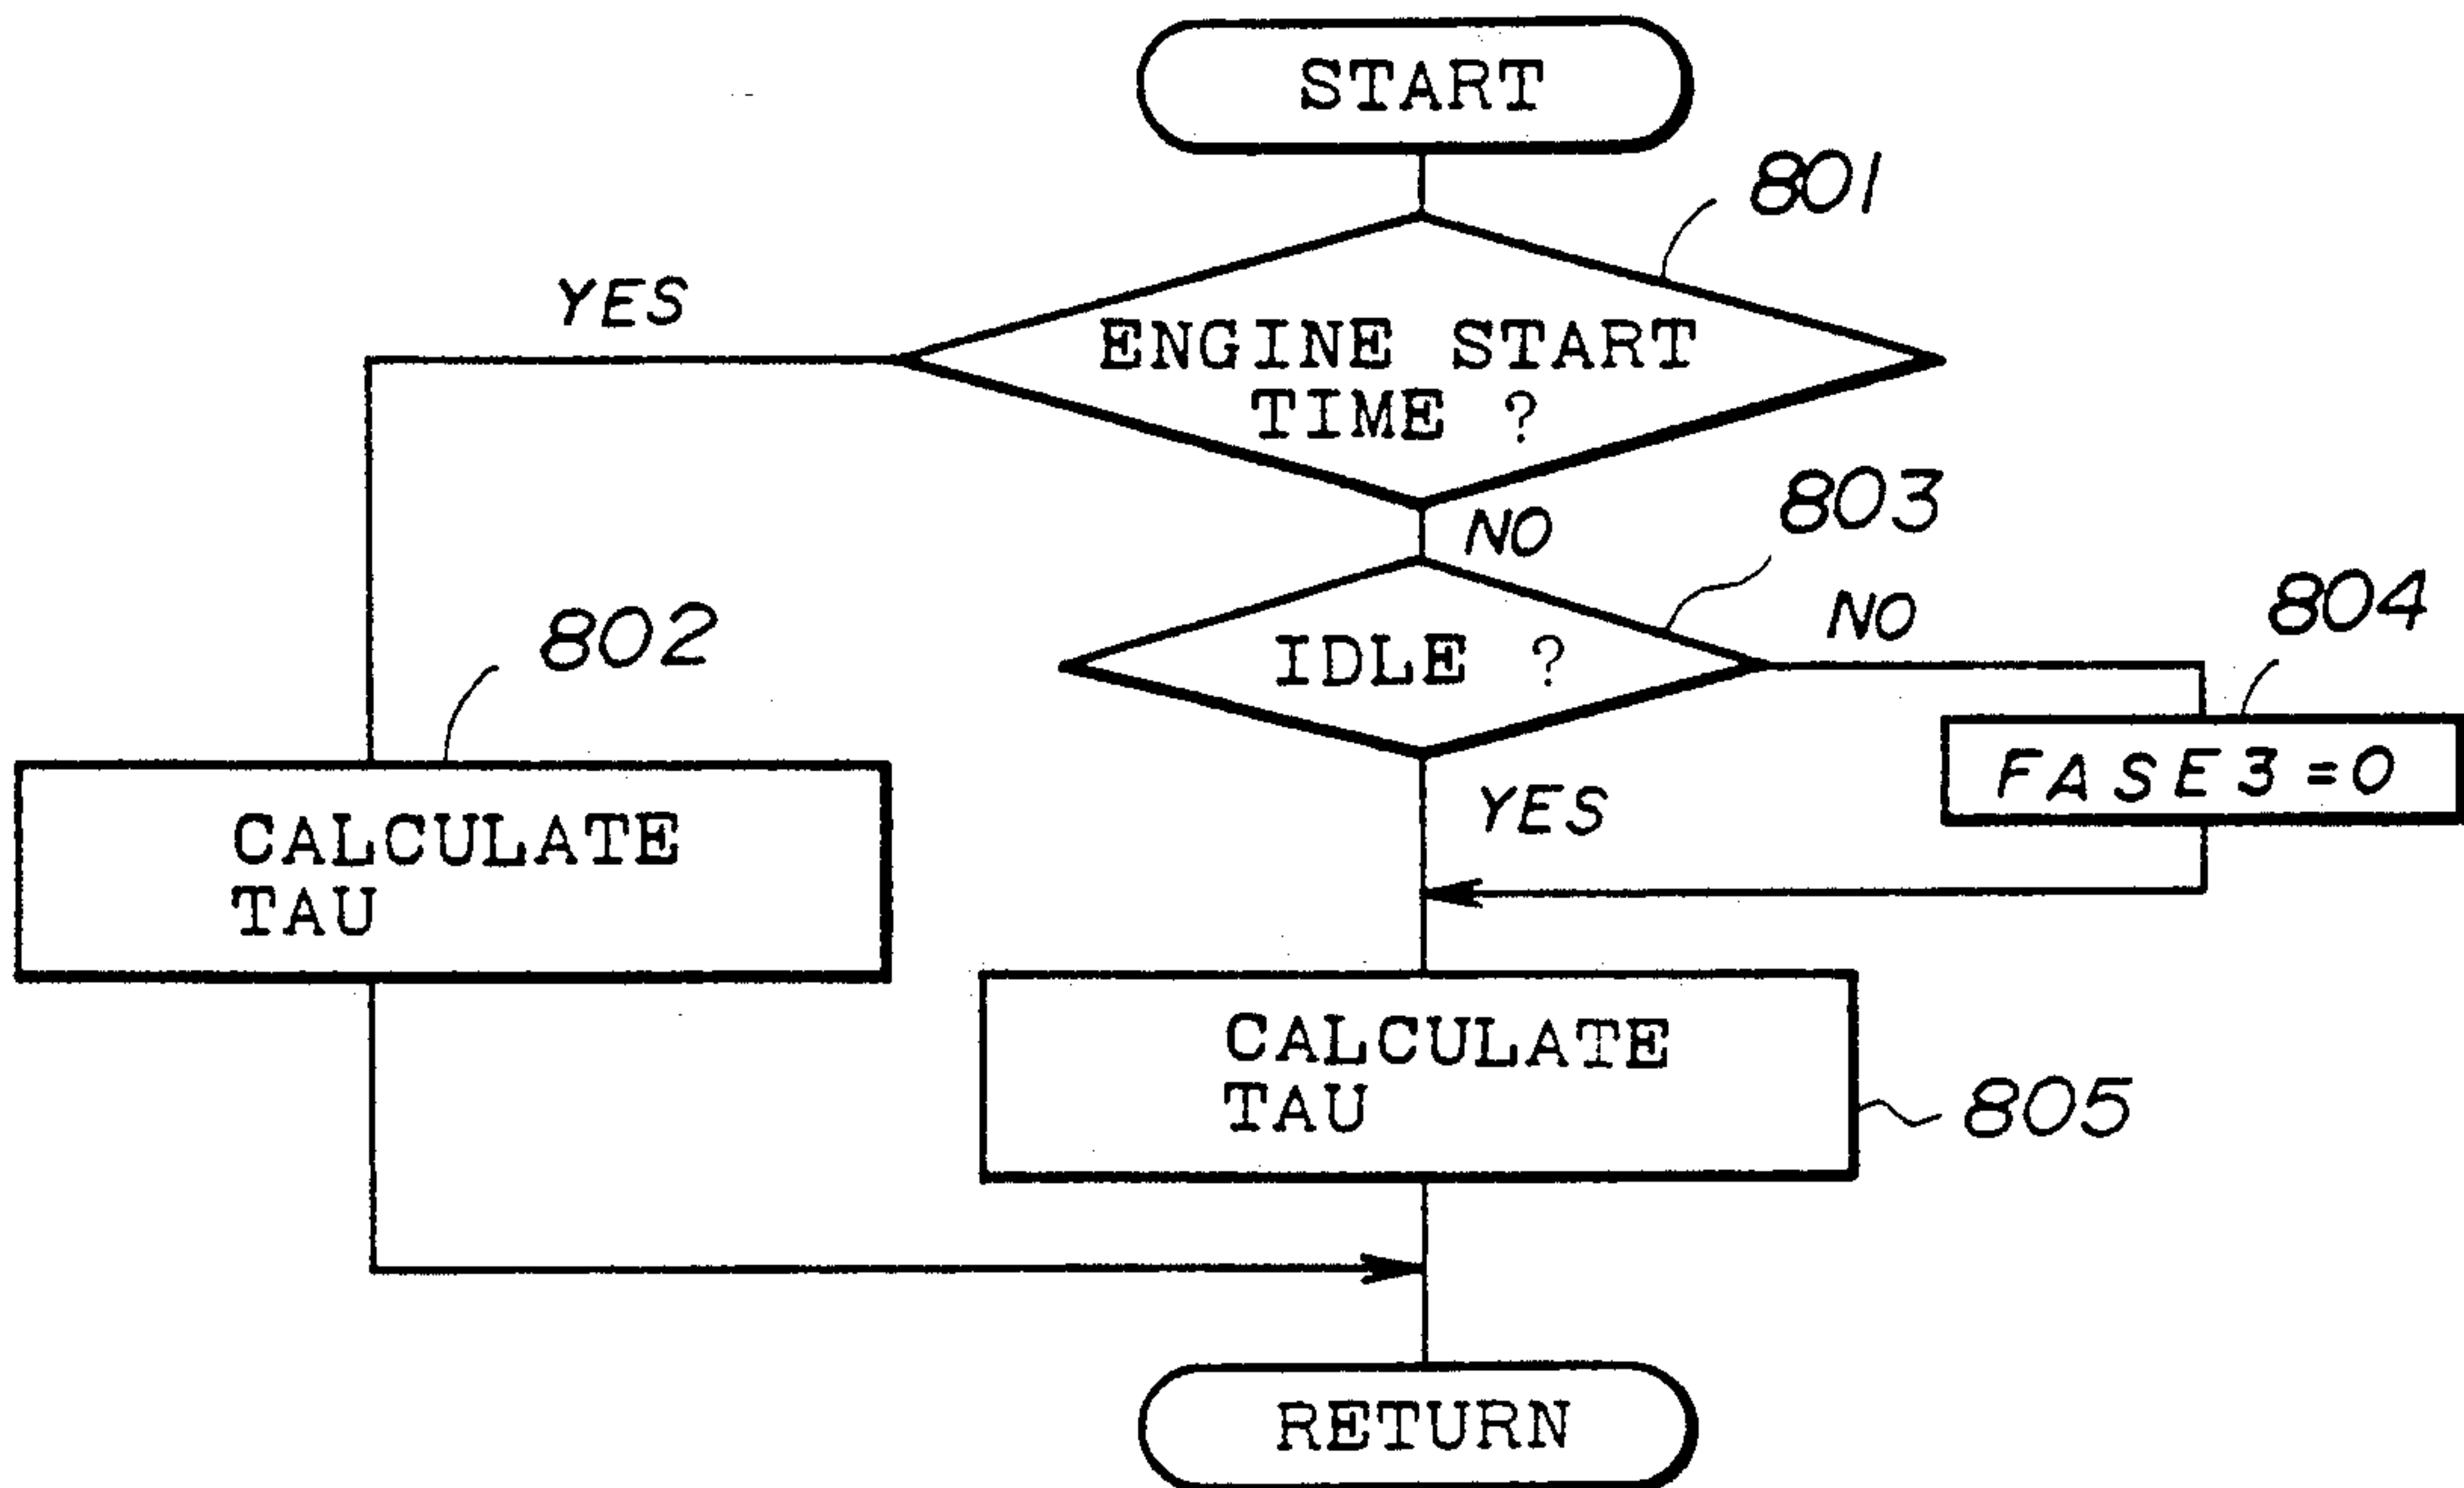 START
801
YES
ENGINE START
TIME ?
NO
803
NO
804
802
IDLE ?
FASE3=0
YES
CALCULATE
TAU
CALCULATE
TAU
805
RETURN